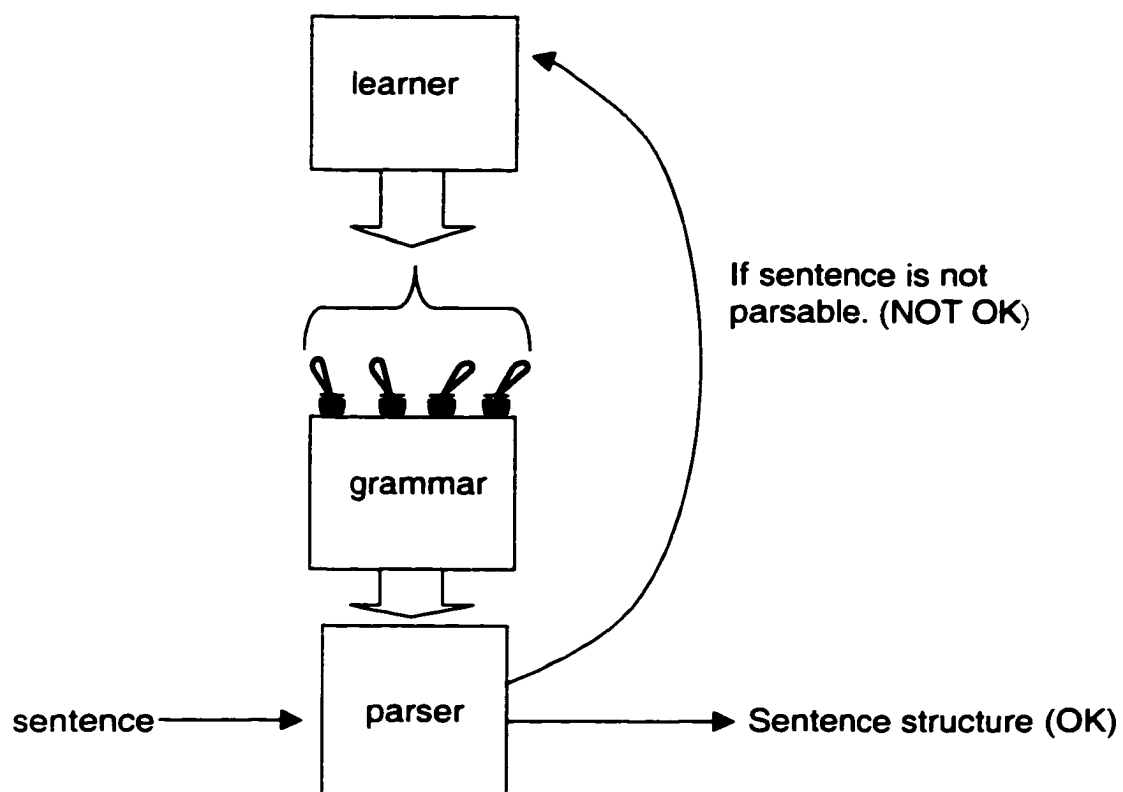 learner
If sentence is not
parsable. (NOT OK)
grammar
parser
sentence
Sentence structure (OK)